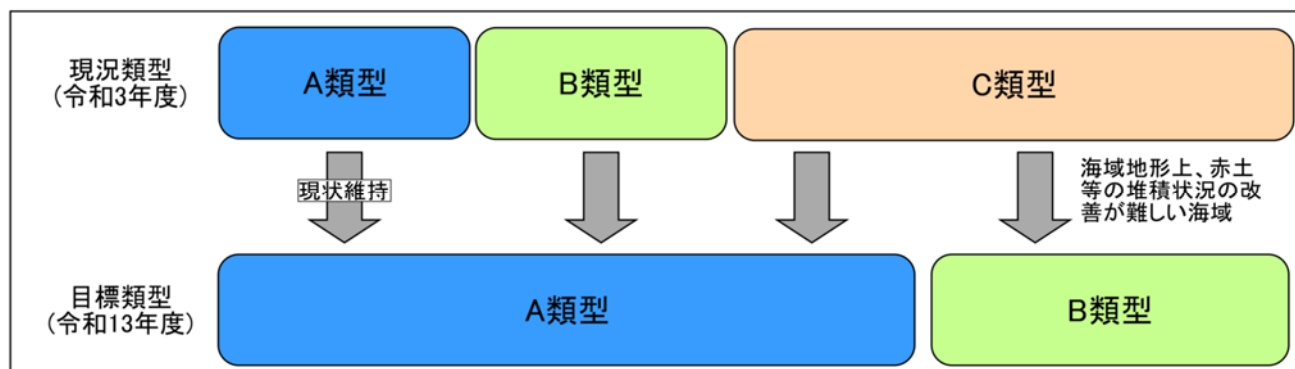 現況類型
(令和3年度)
A類型
B類型
C類型
現状維持
海域地形上、赤土
等の堆積状況の改
善が難しい海域
目標類型
(令和13年度)
A類型
B類型